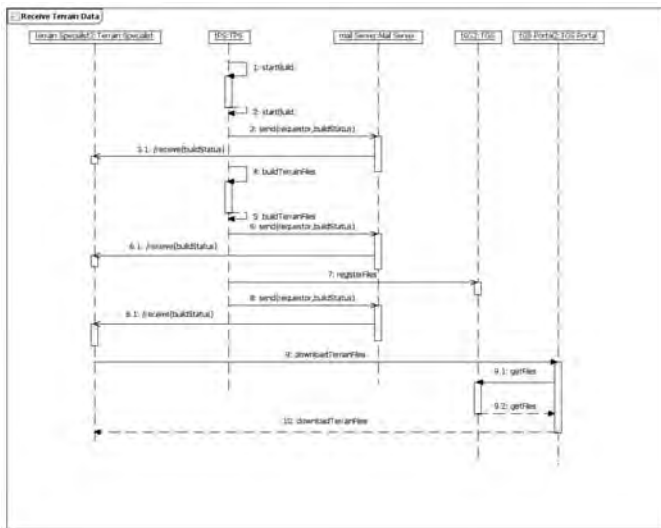 Receive Terrain Data
terrain Specialist2:Terrain Specialist
tPS:TPS
mail Server:Mail Server
tGS2:TGS
tGS Portal2:TGS Portal
1: startBuild
2: startBuild
3: send(requestor,buildStatus)
3.1: /receive(buildStatus)
4: buildTerrainFiles
5: buildTerrainFiles
6: send(requestor,buildStatus)
6.1: /receive(buildStatus)
7: registerFiles
8: send(requestor,buildStatus)
8.1: /receive(buildStatus)
9: downloadTerrainFiles
9.1: getFiles
9.2: getFiles
10: downloadTerrainFiles